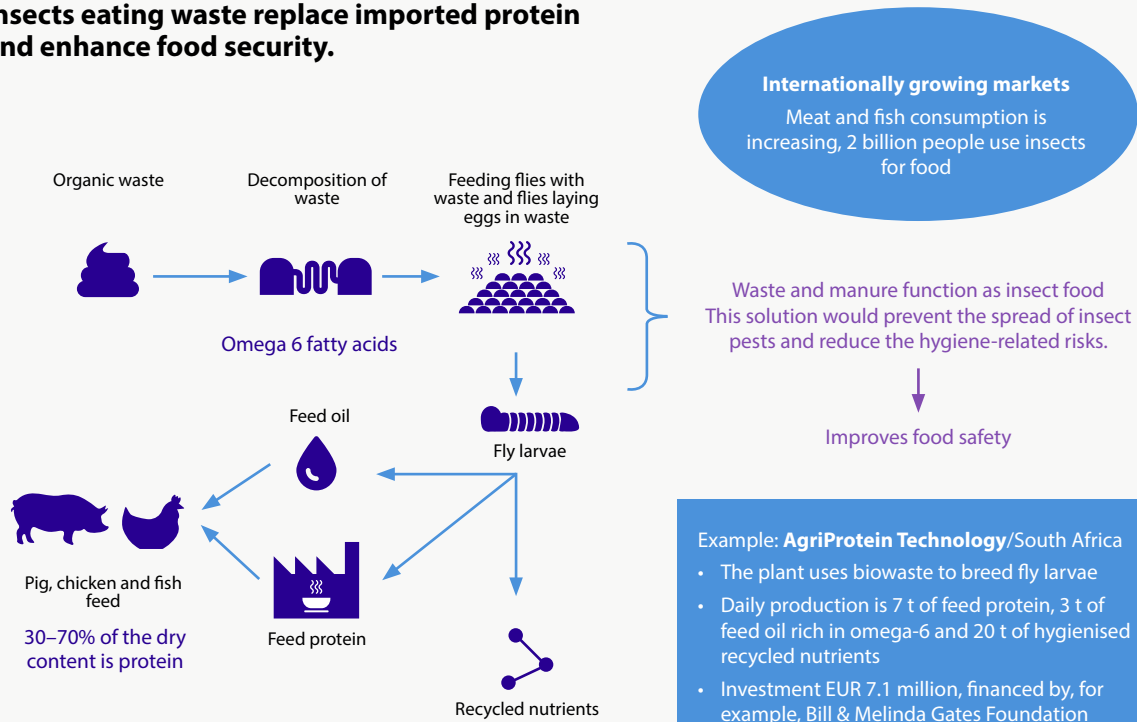 nsects eating waste replace imported protein
nd enhance food security.
Internationally growing markets
Meat and fish consumption is
increasing, 2 billion people use insects
for food
Organic waste
Decomposition of
waste
Feeding flies with
waste and flies laying
eggs in waste
Omega 6 fatty acids
Waste and manure function as insect food
This solution would prevent the spread of insect
pests and reduce the hygiene-related risks.
Improves food safety
Feed oil
Fly larvae
Pig, chicken and fish
feed
30–70% of the dry
content is protein
Feed protein
Recycled nutrients
Example: AgriProtein Technology/South Africa
• The plant uses biowaste to breed fly larvae
• Daily production is 7 t of feed protein, 3 t of
feed oil rich in omega-6 and 20 t of hygienised
recycled nutrients
• Investment EUR 7.1 million, financed by, for
example, Bill & Melinda Gates Foundation